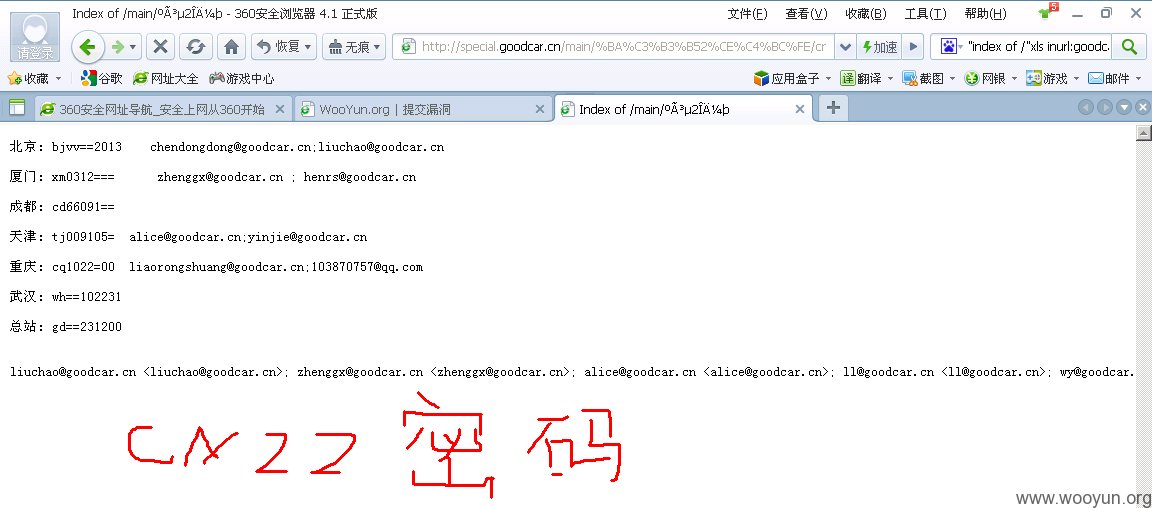 Index of /main/ºÃ³µ2ÎÄ¼þ - 360安全浏览器 4.1 正式版
文件(F) 查看(V) 收藏(B) 工具(T) 帮助(H) 5
请登录
恢复 无痕 http://special.goodcar.cn/main/%BA%C3%B3%B52%CE%C4%BC%FE/cr 加速 "index of /"xls inurl:goodc
收藏 谷歌 网址大全 游戏中心 应用盒子 翻译 截图 网银 游戏 邮件
360安全网址导航_安全上网从360开始 WooYun.org | 提交漏洞 Index of /main/ºÃ³µ2ÎÄ¼þ
北京: bjvv==2013 chendongdong@goodcar.cn;liuchao@goodcar.cn
厦门: xm0312=== zhenggx@goodcar.cn ; henrs@goodcar.cn
成都: cd66091==
天津: tj009105= alice@goodcar.cn;yinjie@goodcar.cn
重庆: cq1022=00 liaorongshuang@goodcar.cn;103870757@qq.com
武汉: wh==102231
总站: gd==231200
liuchao@goodcar.cn <liuchao@goodcar.cn>; zhenggx@goodcar.cn <zhenggx@goodcar.cn>; alice@goodcar.cn <alice@goodcar.cn>; ll@goodcar.cn <ll@goodcar.cn>; wy@goodcar.
CNZZ 密码
www.wooyun.org